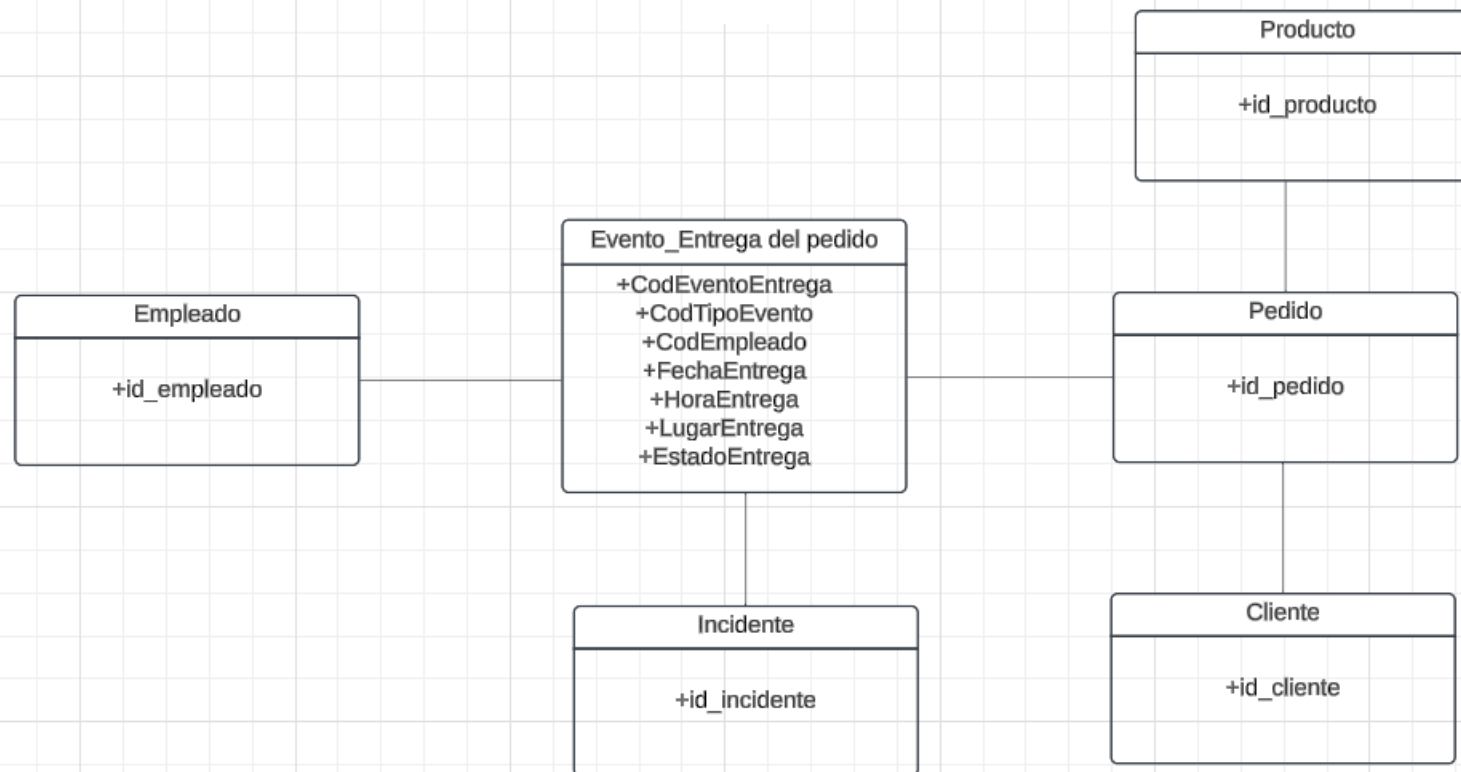 Producto
+id_producto
Evento_Entrega del pedido
+CodEventoEntrega
+CodTipoEvento
+CodEmpleado
+FechaEntrega
+HoraEntrega
+LugarEntrega
+EstadoEntrega
Empleado
+id_empleado
Pedido
+id_pedido
Incidente
+id_incidente
Cliente
+id_cliente